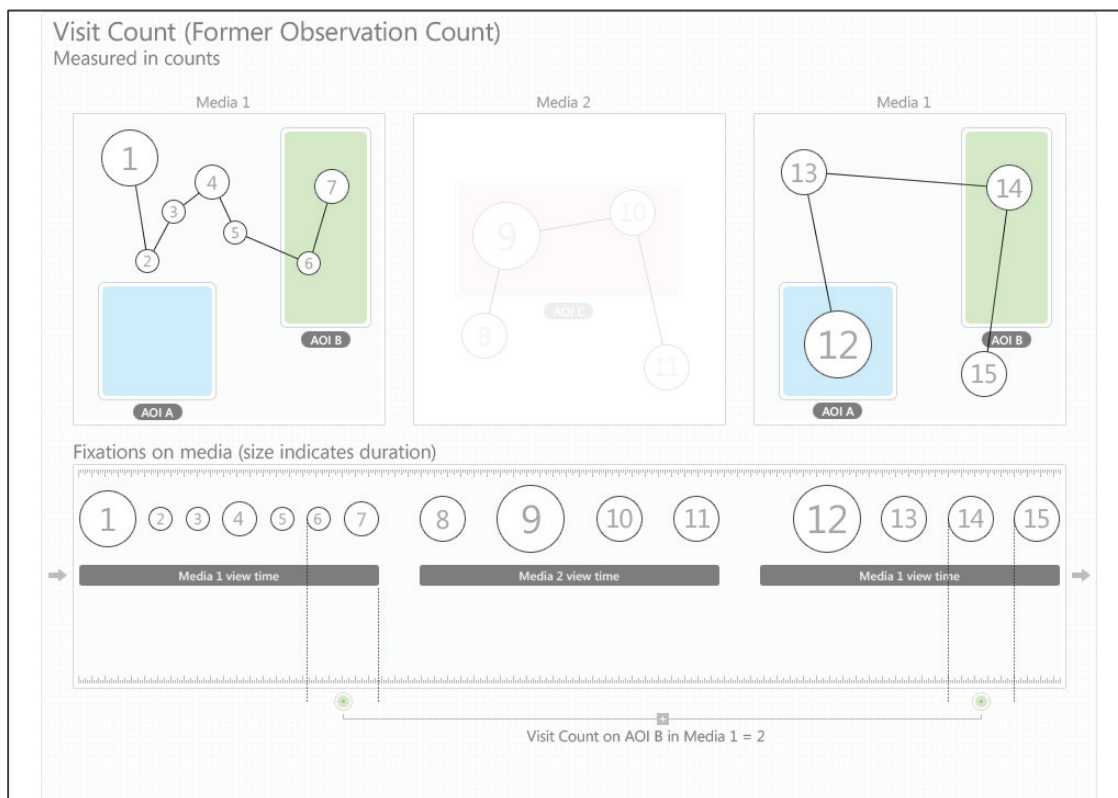 Visit Count (Former Observation Count)
Measured in counts
Media 1
Media 2
Media 1
1
2
3
4
5
6
7
AOI B
AOI A
8
9
10
11
AOI C
12
13
14
15
AOI B
AOI A
Fixations on media (size indicates duration)
1 2 3 4 5 6 7 8 9 10 11 12 13 14 15
Media 1 view time
Media 2 view time
Media 1 view time
Visit Count on AOI B in Media 1 = 2